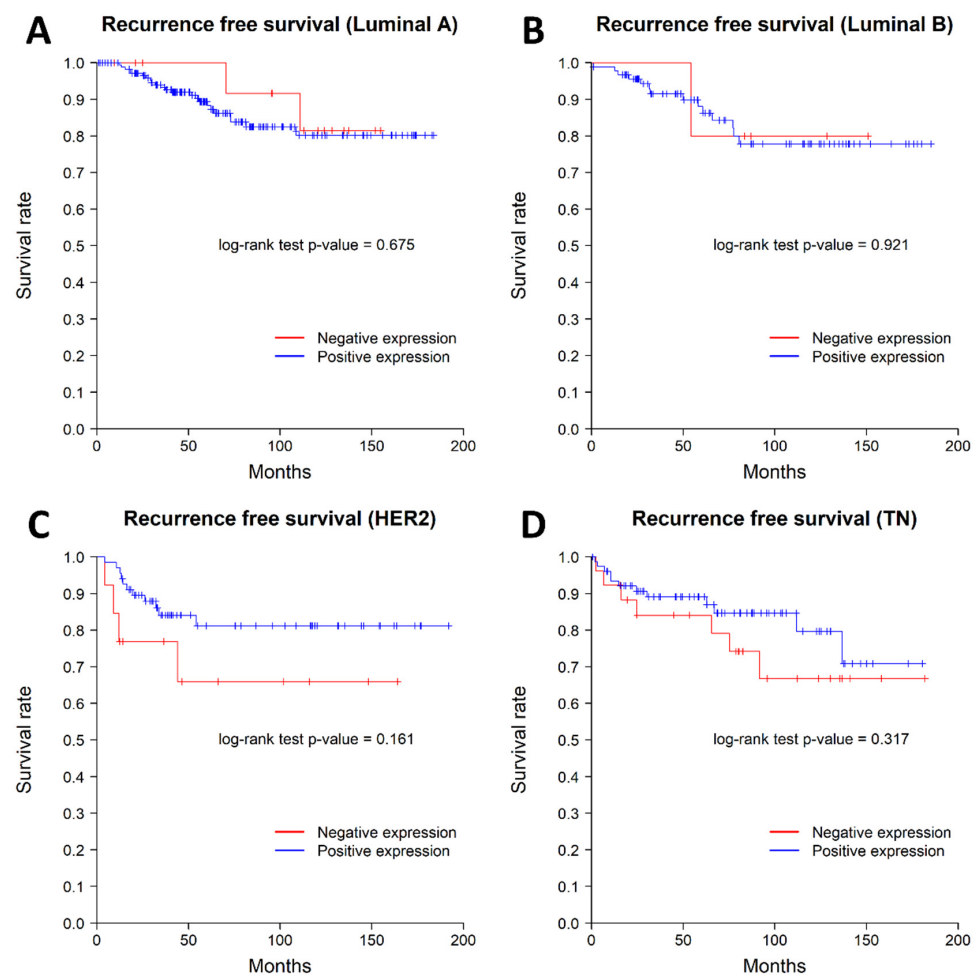 A
Recurrence free survival (Luminal A)
1.0
0.9
0.8
0.7
0.6
0.5
0.4
0.3
0.2
0.1
0.0
Survival rate
log-rank test p-value = 0.675
Negative expression
Positive expression
0 50 100 150 200
Months
B
Recurrence free survival (Luminal B)
1.0
0.9
0.8
0.7
0.6
0.5
0.4
0.3
0.2
0.1
0.0
Survival rate
log-rank test p-value = 0.921
Negative expression
Positive expression
0 50 100 150 200
Months
C
Recurrence free survival (HER2)
1.0
0.9
0.8
0.7
0.6
0.5
0.4
0.3
0.2
0.1
0.0
Survival rate
log-rank test p-value = 0.161
Negative expression
Positive expression
0 50 100 150 200
Months
D
Recurrence free survival (TN)
1.0
0.9
0.8
0.7
0.6
0.5
0.4
0.3
0.2
0.1
0.0
Survival rate
log-rank test p-value = 0.317
Negative expression
Positive expression
0 50 100 150 200
Months